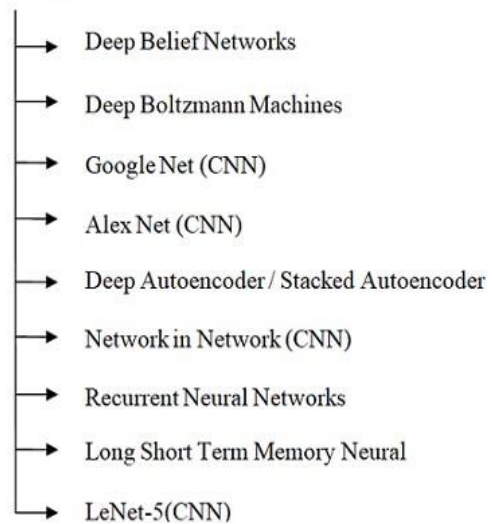 Deep Belief Networks
Deep Boltzmann Machines
Google Net (CNN)
Alex Net (CNN)
Deep Autoencoder / Stacked Autoencoder
Network in Network (CNN)
Recurrent Neural Networks
Long Short Term Memory Neural
LeNet-5(CNN)